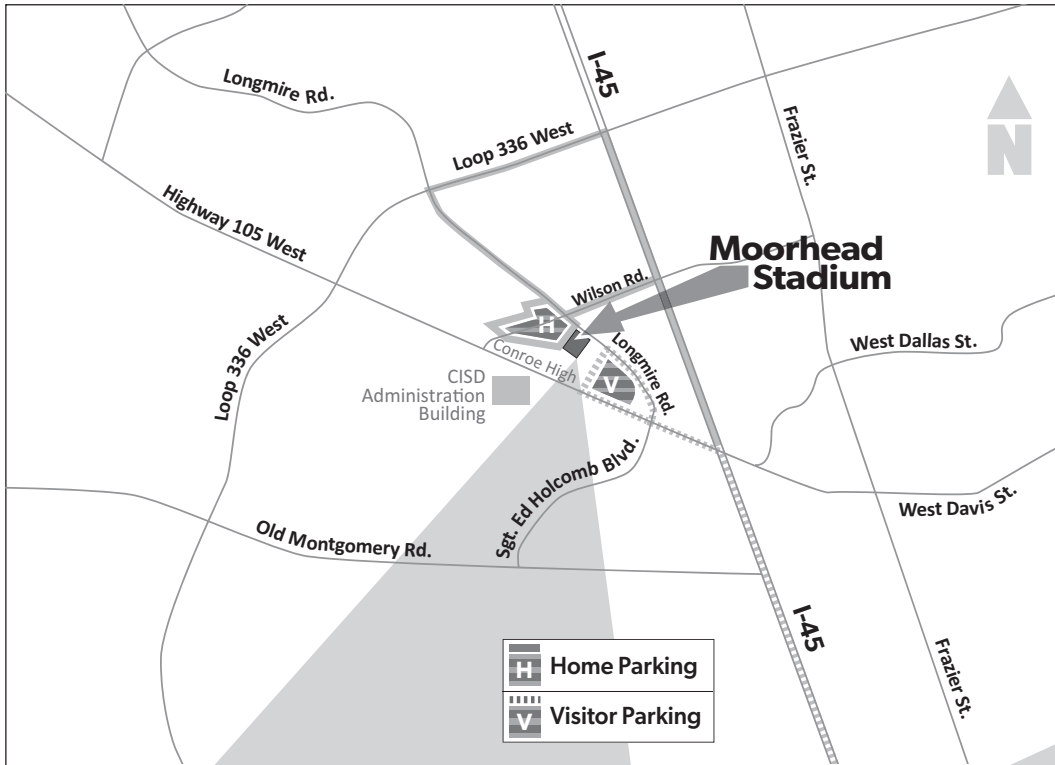 I-45
Longmire Rd.
Frazier St.
N
Loop 336 West
Highway 105 West
Moorhead
Stadium
Wilson Rd.
H
Longmire Rd.
West Dallas St.
Conroe High
V
CISD
Administration
Building
Loop 336 West
Sgt. Ed Holcomb Blvd.
West Davis St.
Old Montgomery Rd.
I-45
Frazier St.
H Home Parking
V Visitor Parking